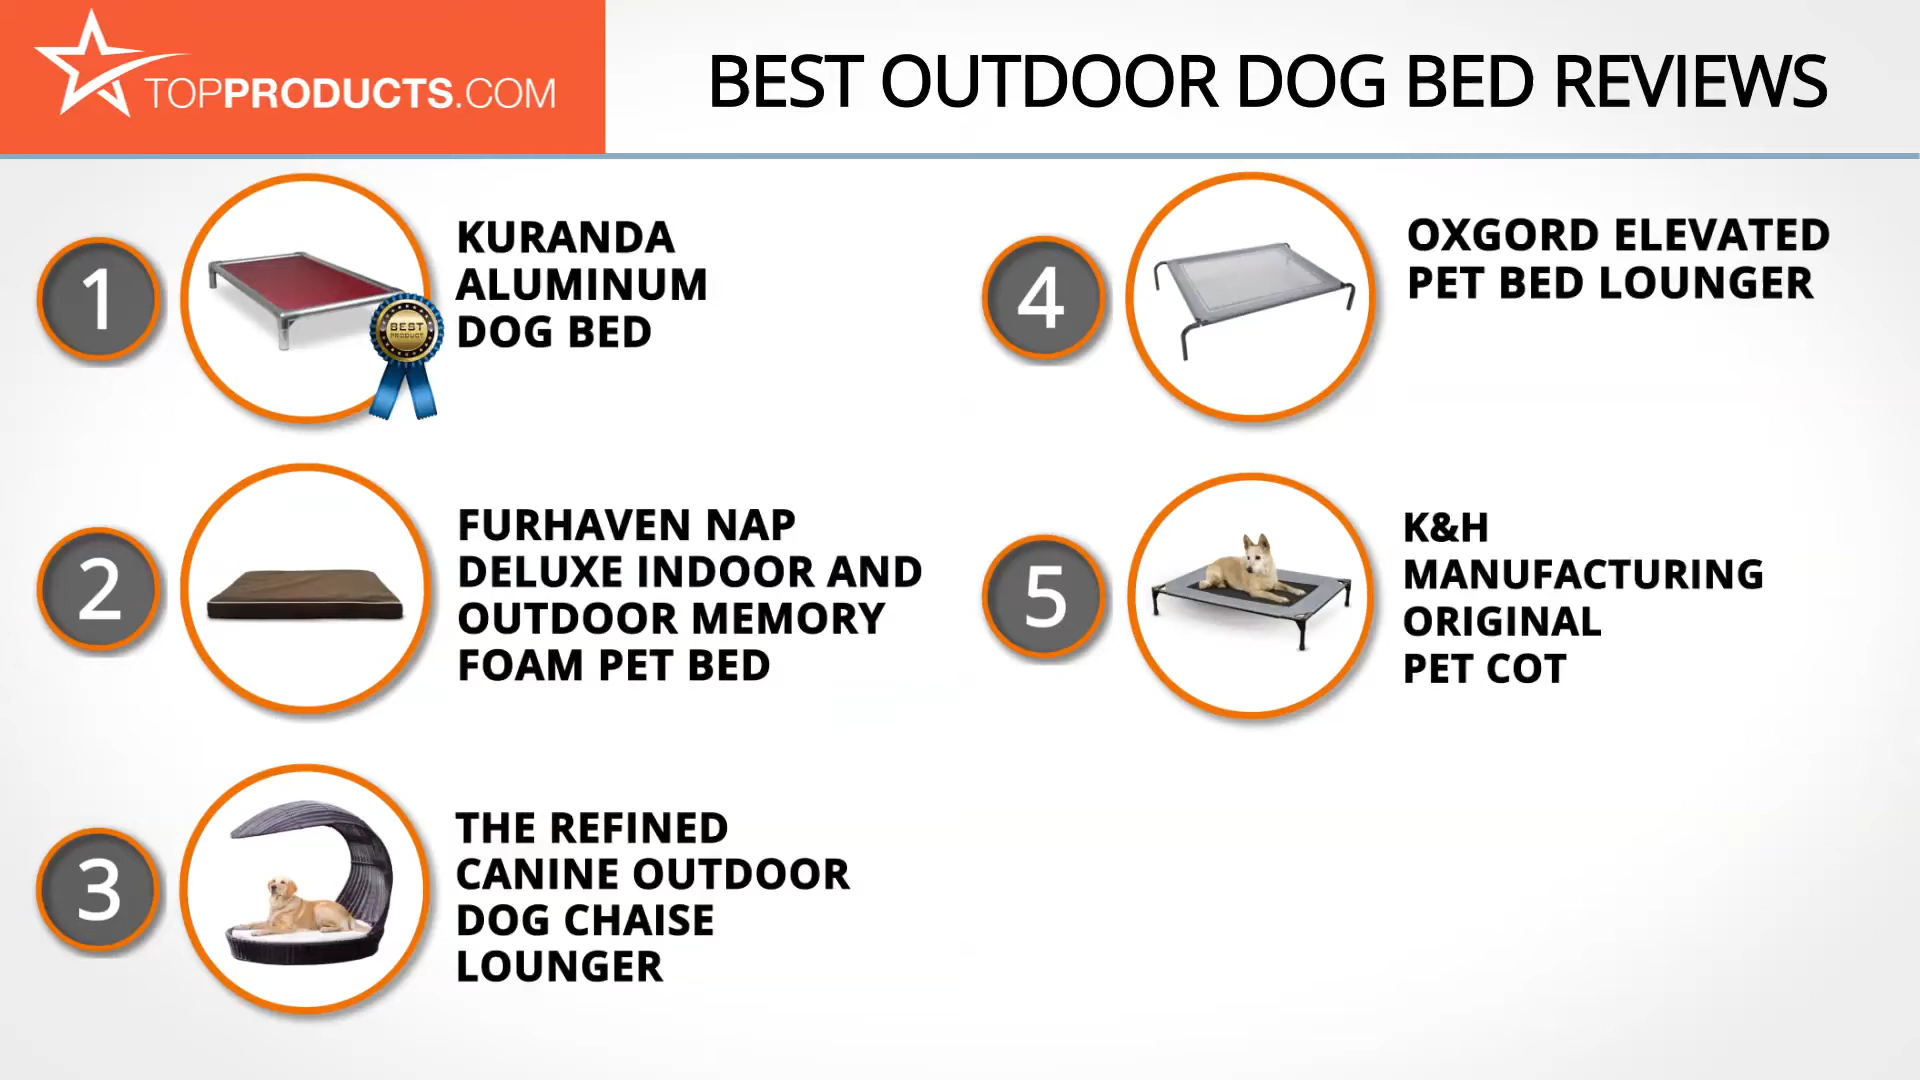 TOPPRODUCTS.COM
BEST OUTDOOR DOG BED REVIEWS
1
KURANDA
ALUMINUM
DOG BED
BEST
PRODUCT
2
FURHAVEN NAP
DELUXE INDOOR AND
OUTDOOR MEMORY
FOAM PET BED
3
THE REFINED
CANINE OUTDOOR
DOG CHAISE
LOUNGER
4
OXGORD ELEVATED
PET BED LOUNGER
5
K&H
MANUFACTURING
ORIGINAL
PET COT